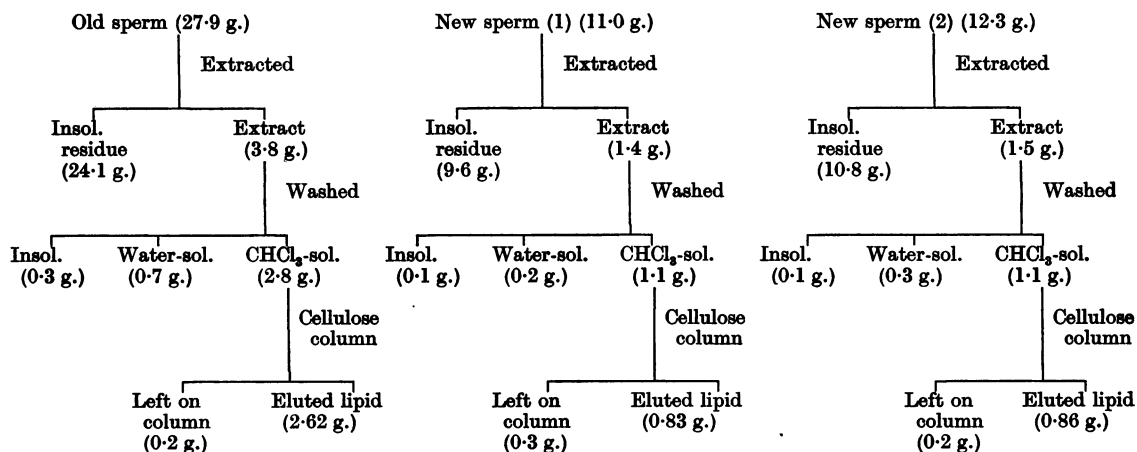 Old sperm (27·9 g.)
Extracted
Insol.
residue
(24·1 g.)
Extract
(3·8 g.)
Washed
Insol.
(0·3 g.)
Water-sol.
(0·7 g.)
CHCl₃-sol.
(2·8 g.)
Cellulose
column
Left on
column
(0·2 g.)
Eluted lipid
(2·62 g.)
New sperm (1) (11·0 g.)
Extracted
Insol.
residue
(9·6 g.)
Extract
(1·4 g.)
Washed
Insol.
(0·1 g.)
Water-sol.
(0·2 g.)
CHCl₃-sol.
(1·1 g.)
Cellulose
column
Left on
column
(0·3 g.)
Eluted lipid
(0·83 g.)
New sperm (2) (12·3 g.)
Extracted
Insol.
residue
(10·8 g.)
Extract
(1·5 g.)
Washed
Insol.
(0·1 g.)
Water-sol.
(0·3 g.)
CHCl₃-sol.
(1·1 g.)
Cellulose
column
Left on
column
(0·2 g.)
Eluted lipid
(0·86 g.)